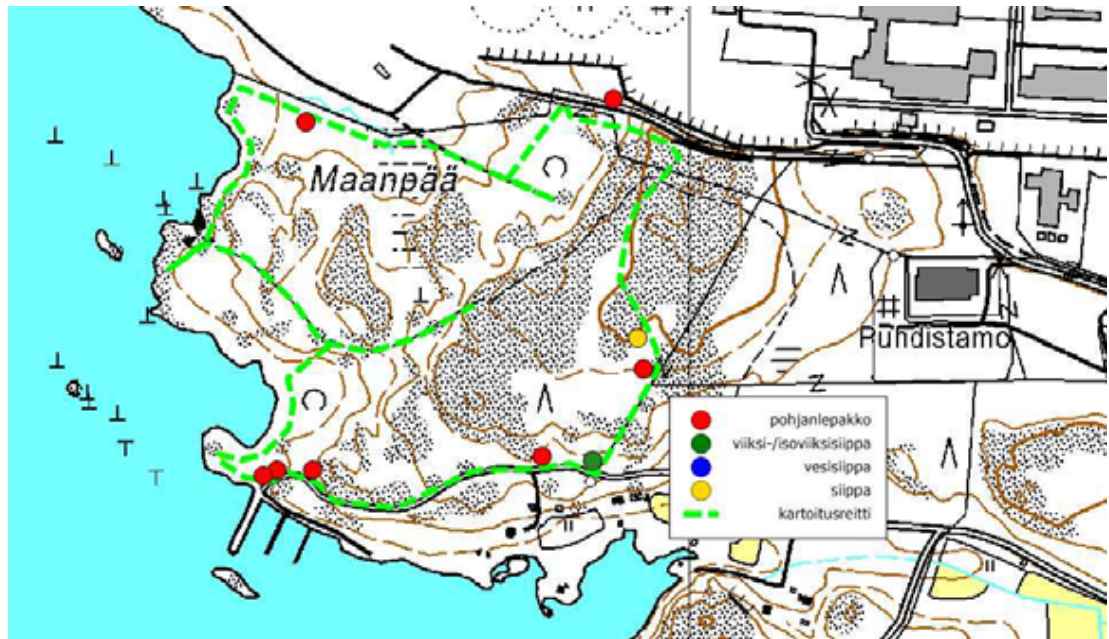 Maanpää
Puhdistamo
pohjanlepakko
viiksi-/isoviiksisiippa
vesisiippa
siippa
kartoitusreitti